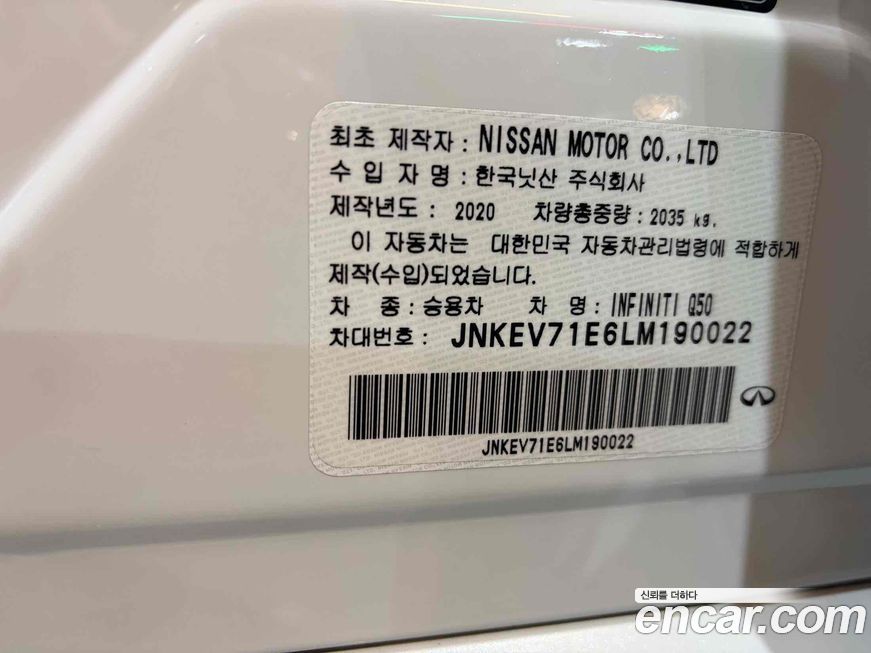 최초 제작자 : NISSAN MOTOR CO.,LTD
수 입 자 명 : 한국닛산 주식회사
제작년도 : 2020 차량총중량 : 2035 kg.
이 자동차는 대한민국 자동차관리법령에 적합하게
제작(수입)되었습니다.
차 종 : 승용차 차 명 : INFINITI Q50
차대번호 : JNKEV71E6LM190022
JNKEV71E6LM190022
신뢰를 더하다
encar.com